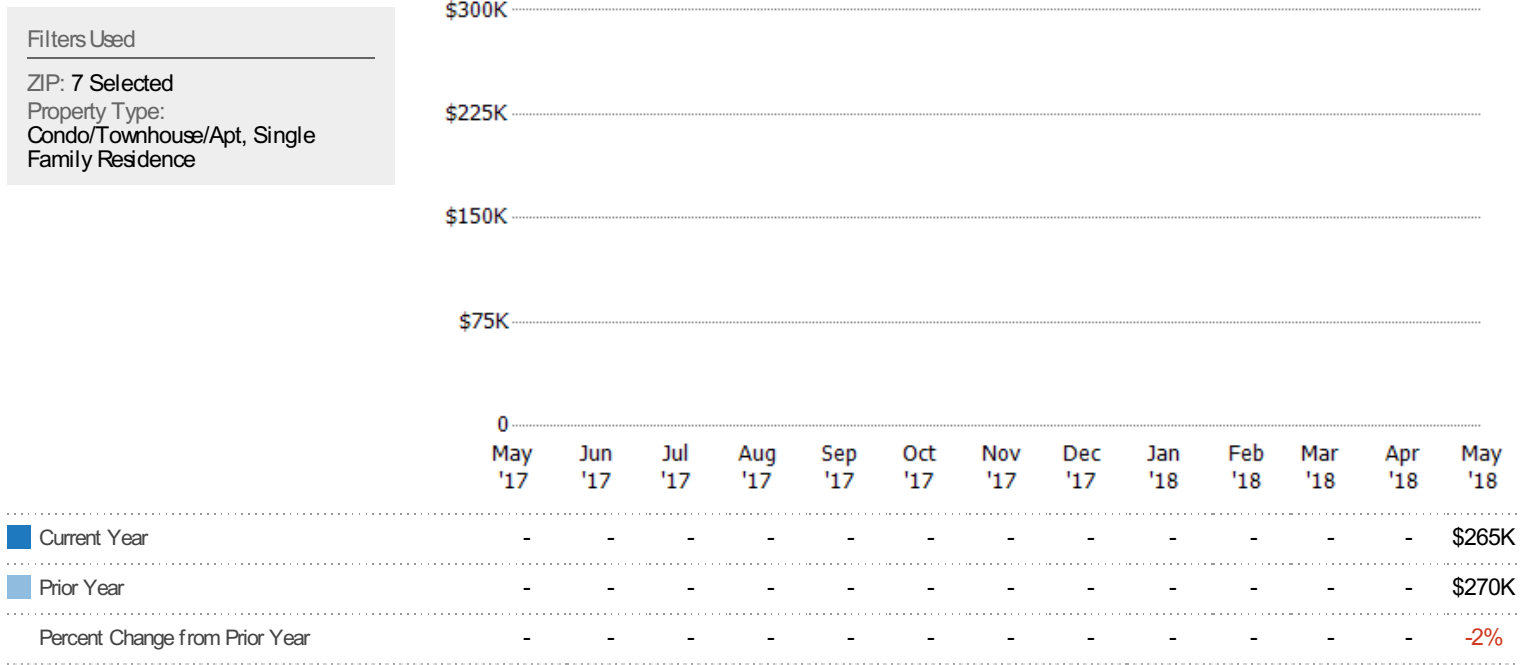 Filters Used
ZIP: 7 Selected
Property Type:
Condo/Townhouse/Apt, Single
Family Residence
$300K
$225K
$150K
$75K
0
May Jun Jul Aug Sep Oct Nov Dec Jan Feb Mar Apr May
'17 '17 '17 '17 '17 '17 '17 '17 '18 '18 '18 '18 '18
Current Year - - - - - - - - - - - - $265K
Prior Year - - - - - - - - - - - - $270K
Percent Change from Prior Year - - - - - - - - - - - - -2%